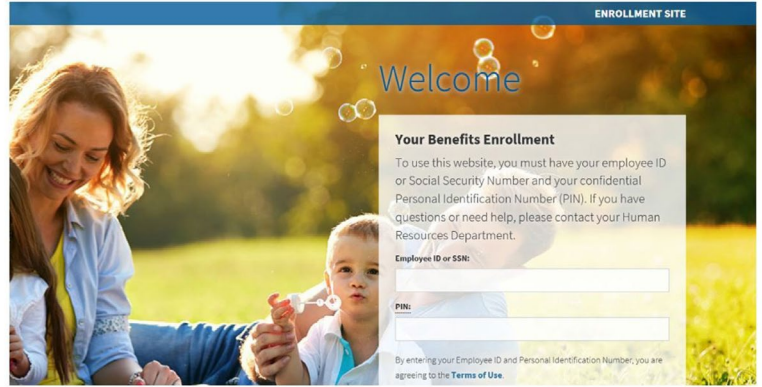 ENROLLMENT SITE
Welcome
Your Benefits Enrollment
To use this website, you must have your employee ID
or Social Security Number and your confidential
Personal Identification Number (PIN). If you have
questions or need help, please contact your Human
Resources Department.
Employee ID or SSN:
PIN:
By entering your Employee ID and Personal Identification Number, you are
agreeing to the Terms of Use.